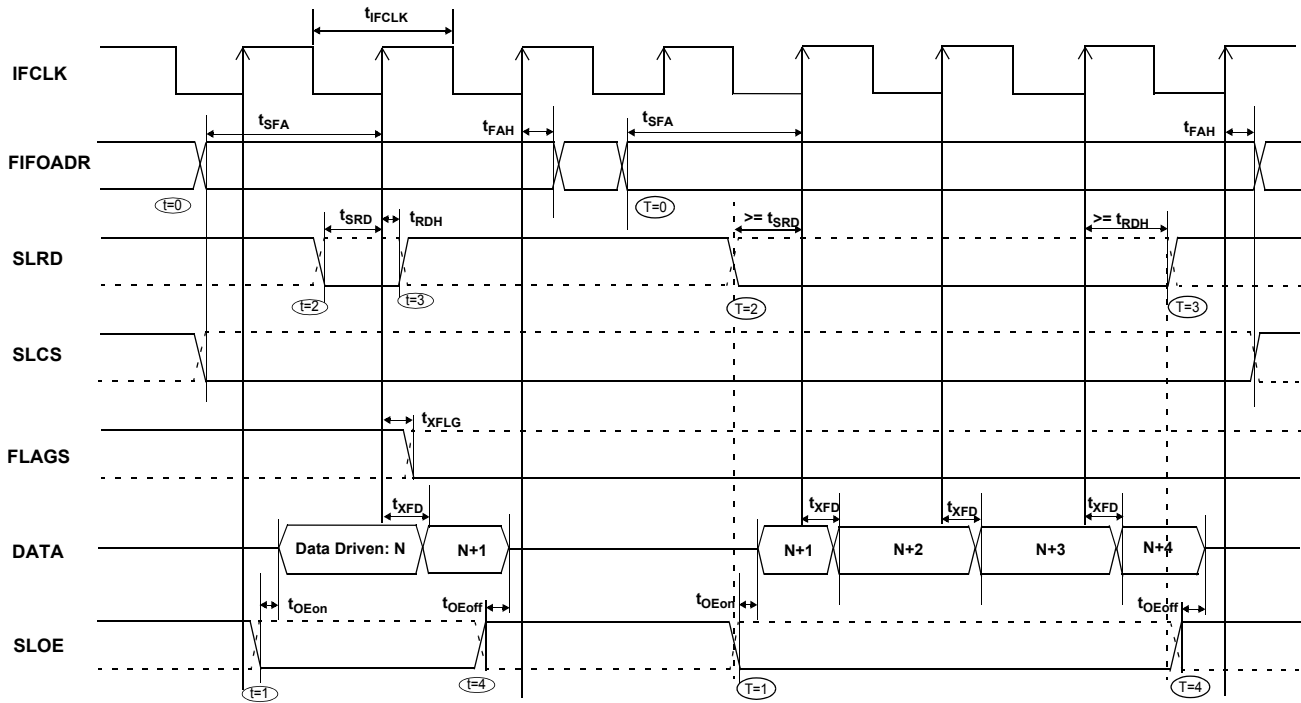 tIFCLK
IFCLK
tSFA
tFAH
tSFA
tFAH
FIFOADR
t=0
T=0
tSRD
tRDH
>= tSRD
>= tRDH
SLRD
t=2
t=3
T=2
T=3
SLCS
tXFLG
FLAGS
tXFD
tXFD
tXFD
tXFD
DATA
Data Driven: N
N+1
N+1
N+2
N+3
N+4
tOEon
tOEoff
tOEon
tOEoff
SLOE
t=1
t=4
T=1
T=4